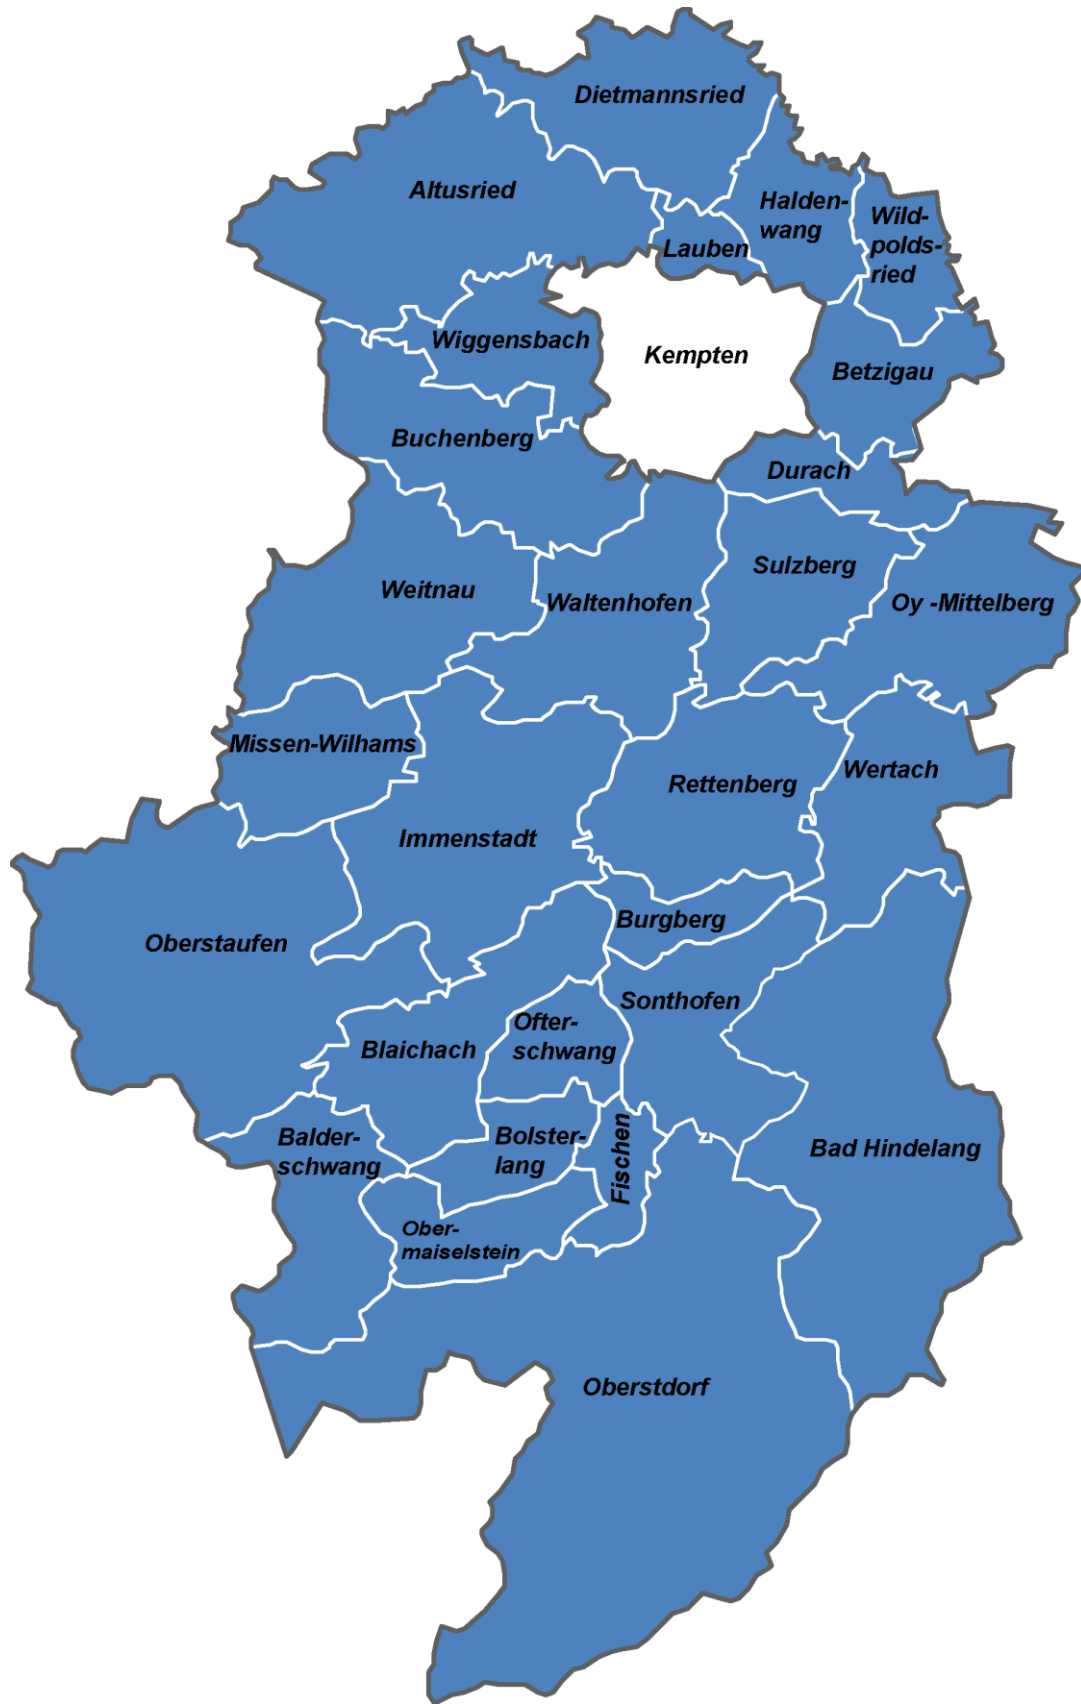 Dietmannsried
Altusried
Halden-
wang
Wild-
polds-
ried
Lauben
Wiggensbach
Kempten
Betzigau
Buchenberg
Durach
Weitnau
Waltenhofen
Sulzberg
Oy -Mittelberg
Missen-Wilhams
Immenstadt
Rettenberg
Wertach
Oberstaufen
Burgberg
Sonthofen
Blaichach
Ofter-
schwang
Balder-
schwang
Bolster-
lang
Fischen
Bad Hindelang
Ober-
maiselstein
Oberstdorf